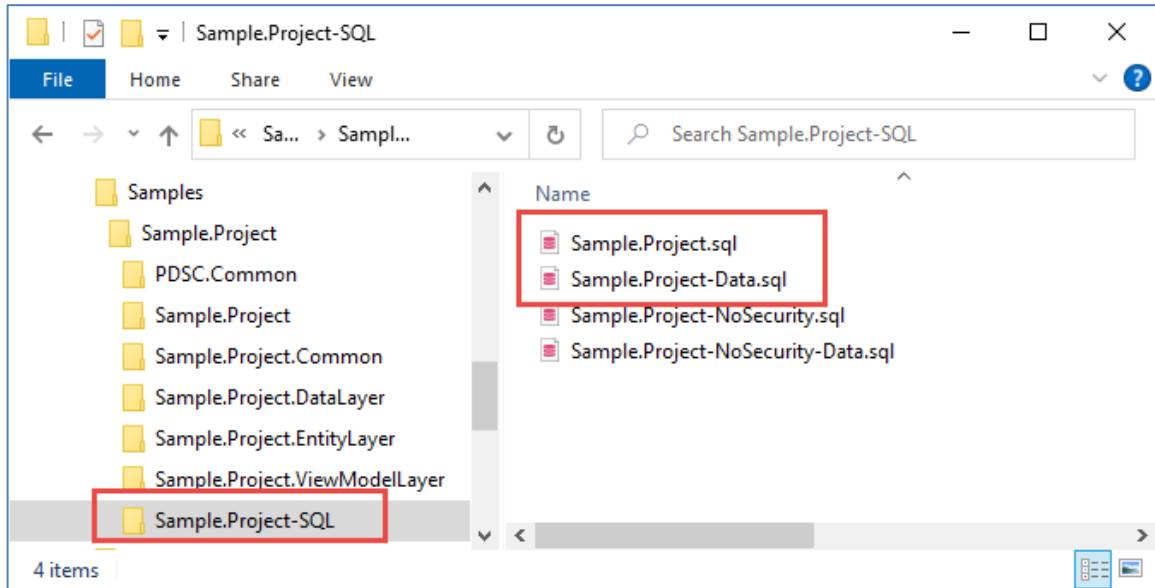 Sample.Project-SQL
File Home Share View
?
« Sa... › Sampl... Search Sample.Project-SQL
Samples
Sample.Project
PDSC.Common
Sample.Project
Sample.Project.Common
Sample.Project.DataLayer
Sample.Project.EntityLayer
Sample.Project.ViewModelLayer
Sample.Project-SQL
Name
Sample.Project.sql
Sample.Project-Data.sql
Sample.Project-NoSecurity.sql
Sample.Project-NoSecurity-Data.sql
4 items